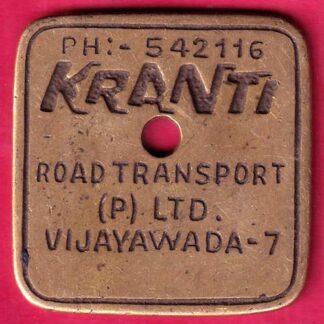 PH:- 542116
KRANTI
ROAD TRANSPORT
(P) LTD.
VIJAYAWADA-7